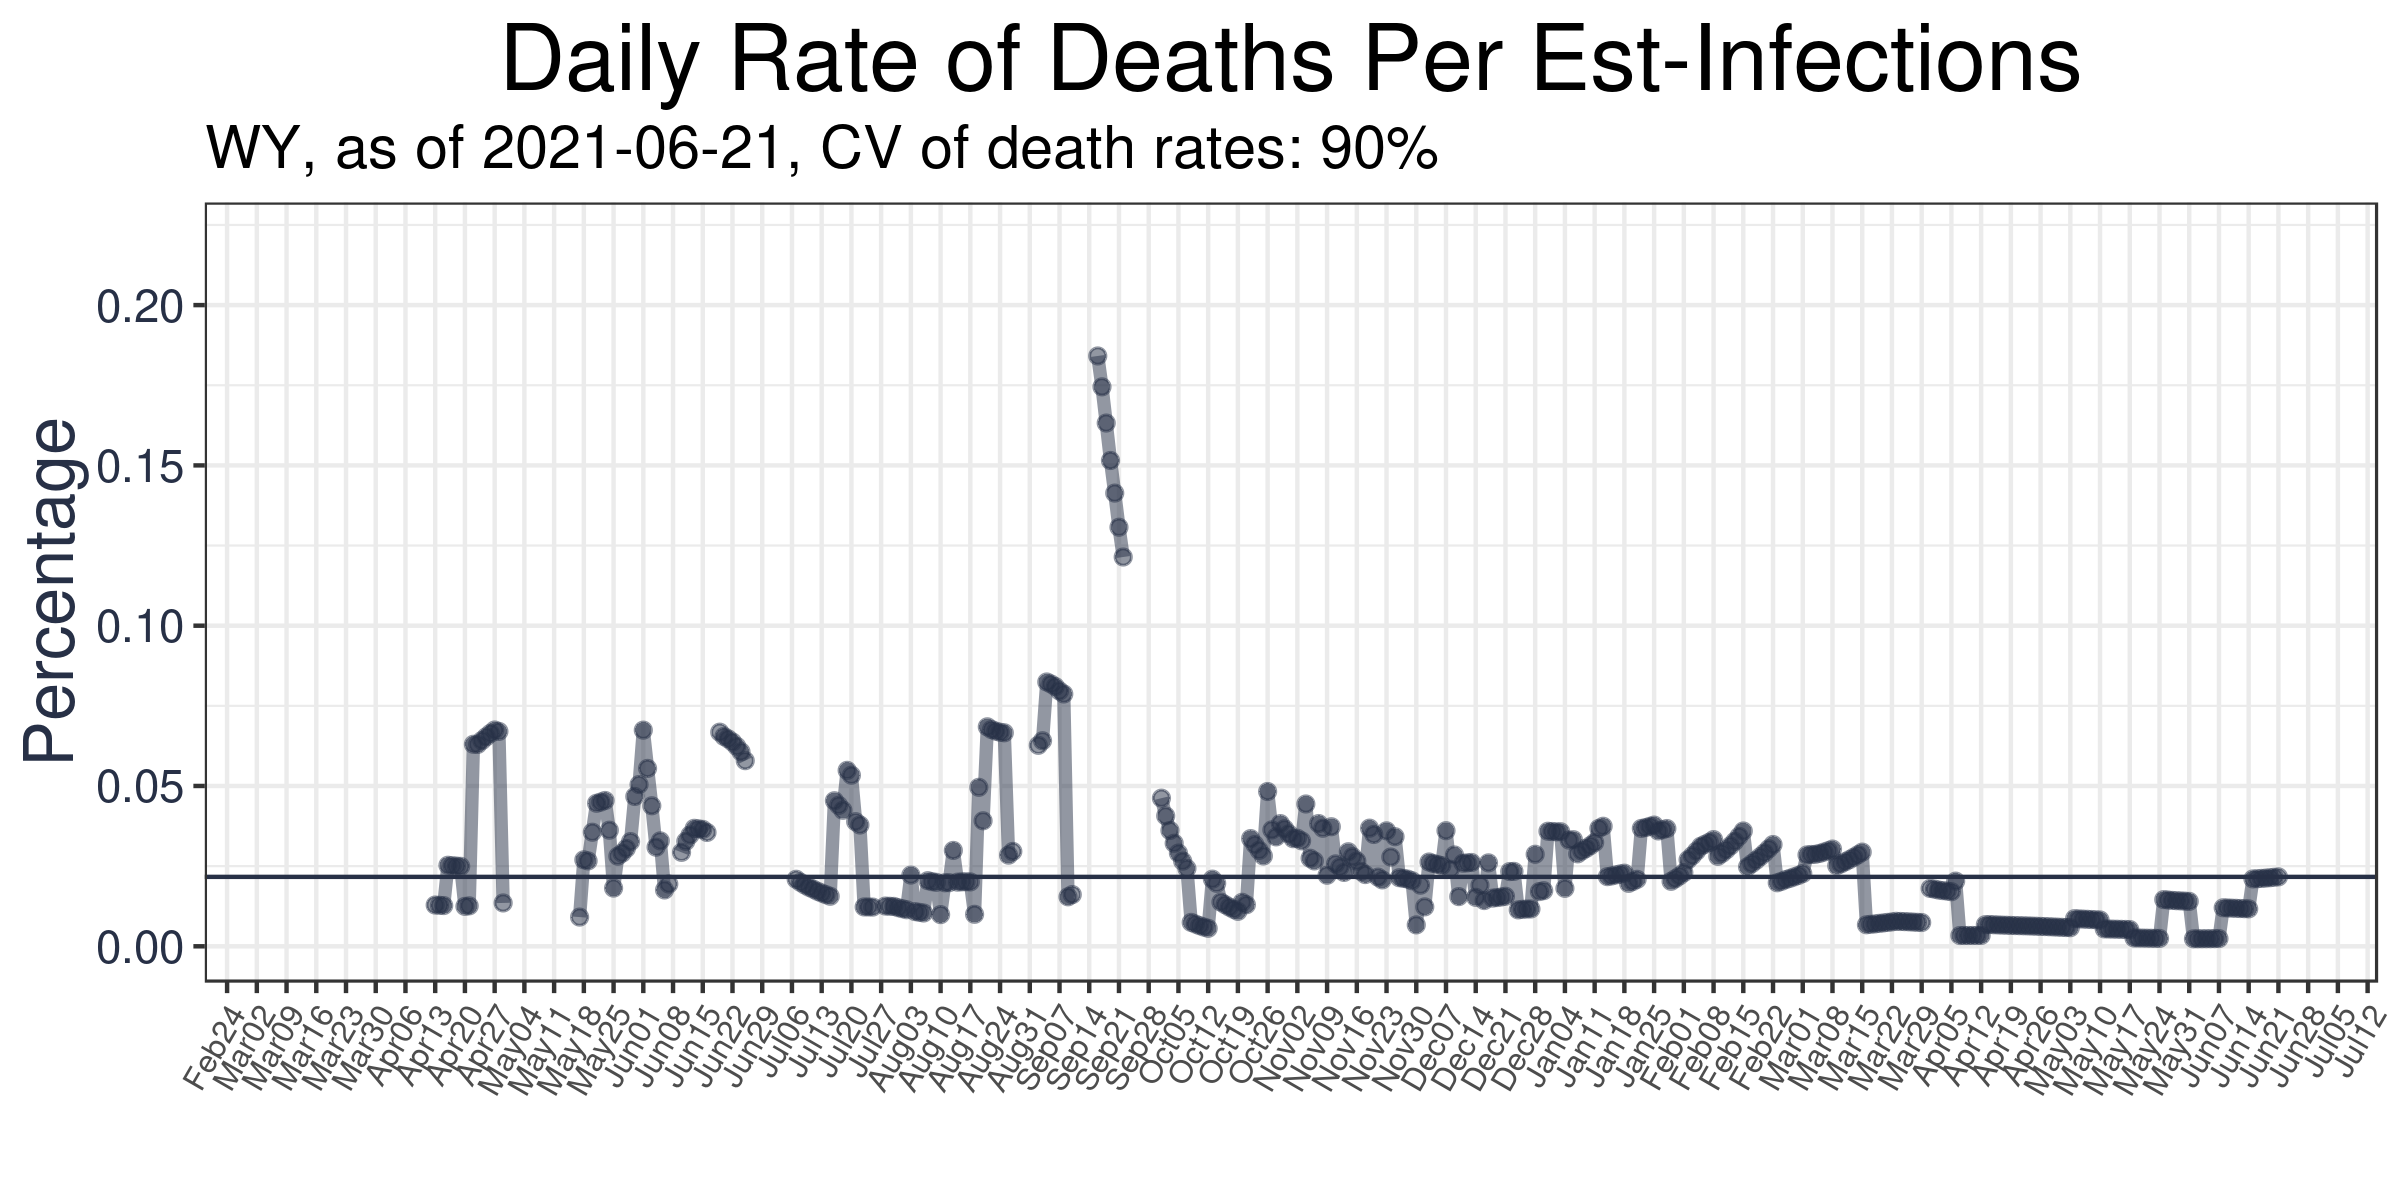 Daily Rate of Deaths Per Est-Infections
WY, as of 2021-06-21, CV of death rates: 90%
Percentage
0.20
0.15
0.10
0.05
0.00
Feb24
Mar02
Mar09
Mar16
Mar23
Mar30
Apr06
Apr13
Apr20
Apr27
May04
May11
May18
May25
Jun01
Jun08
Jun15
Jun22
Jun29
Jul06
Jul13
Jul20
Jul27
Aug03
Aug10
Aug17
Aug24
Aug31
Sep07
Sep14
Sep21
Sep28
Oct05
Oct12
Oct19
Oct26
Nov02
Nov09
Nov16
Nov23
Nov30
Dec07
Dec14
Dec21
Dec28
Jan04
Jan11
Jan18
Jan25
Feb01
Feb08
Feb15
Feb22
Mar01
Mar08
Mar15
Mar22
Mar29
Apr05
Apr12
Apr19
Apr26
May03
May10
May17
May24
May31
Jun07
Jun14
Jun21
Jun28
Jul05
Jul12